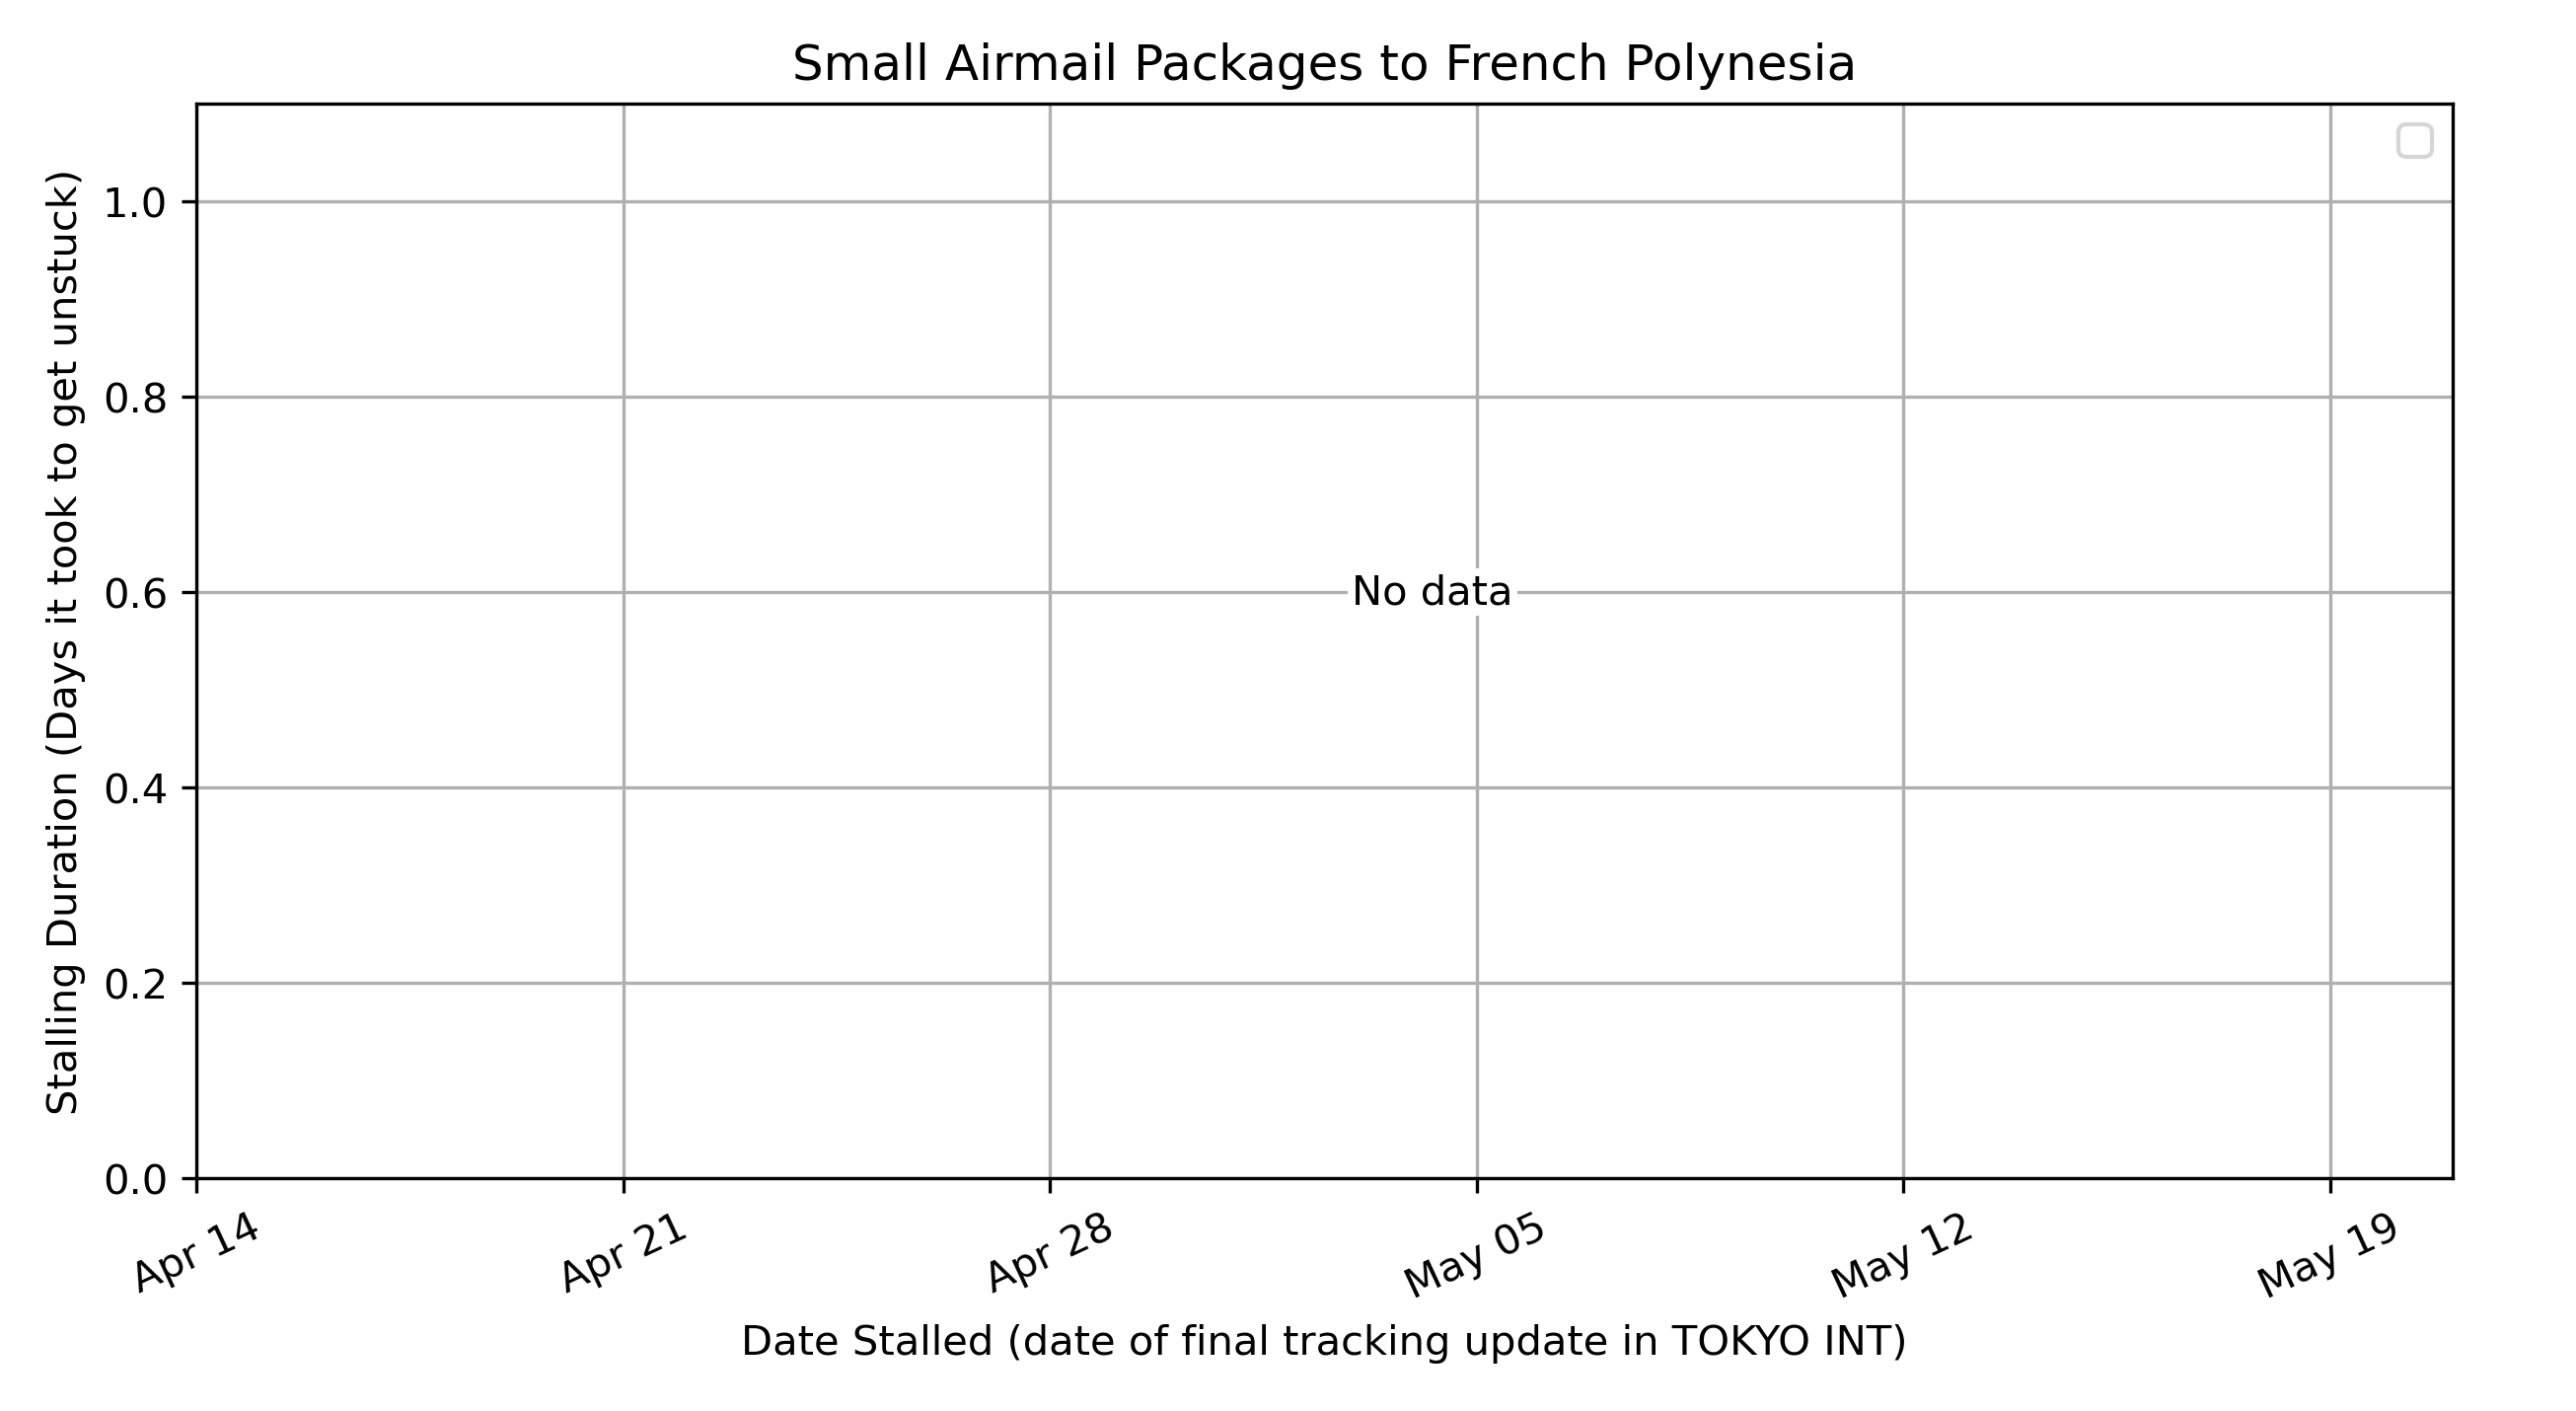 Small Airmail Packages to French Polynesia
Stalling Duration (Days it took to get unstuck)
1.0
0.8
0.6
0.4
0.2
0.0
No data
Apr 14
Apr 21
Apr 28
May 05
May 12
May 19
Date Stalled (date of final tracking update in TOKYO INT)